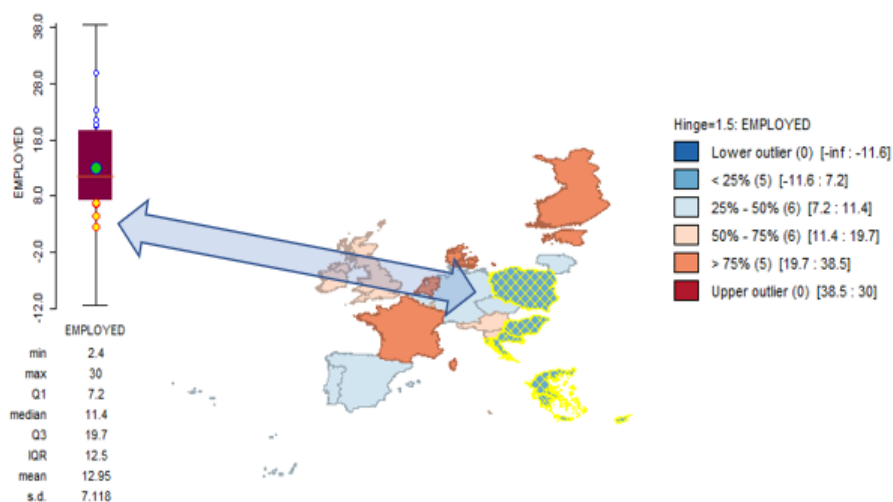 38.0
28.0
18.0
8.0
-2.0
-12.0
EMPLOYED
EMPLOYED
min 2.4
max 30
Q1 7.2
median 11.4
Q3 19.7
IQR 12.5
mean 12.95
s.d. 7.118
Hinge=1.5: EMPLOYED
Lower outlier (0) [-inf : -11.6]
< 25% (5) [-11.6 : 7.2]
25% - 50% (6) [7.2 : 11.4]
50% - 75% (6) [11.4 : 19.7]
> 75% (5) [19.7 : 38.5]
Upper outlier (0) [38.5 : 30]